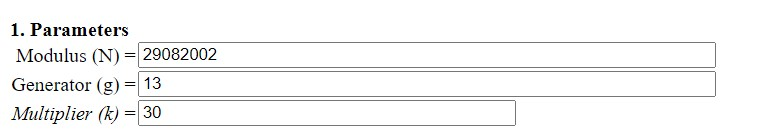 1. Parameters
Modulus (N) = 29082002
Generator (g) = 13
Multiplier (k) = 30